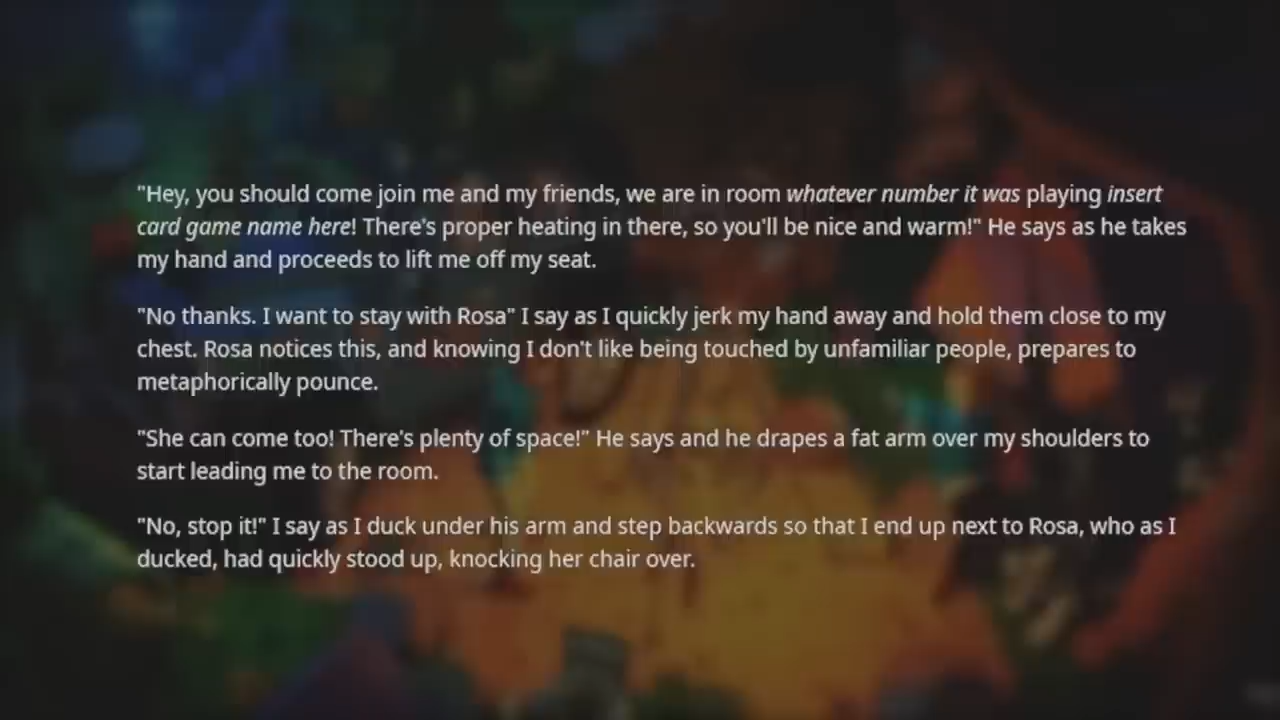 "Hey, you should come join me and my friends, we are in room whatever number it was playing insert
card game name here! There's proper heating in there, so you'll be nice and warm!" He says as he takes
my hand and proceeds to lift me off my seat.
"No thanks. I want to stay with Rosa" I say as I quickly jerk my hand away and hold them close to my
chest. Rosa notices this, and knowing I don't like being touched by unfamiliar people, prepares to
metaphorically pounce.
"She can come too! There's plenty of space!" He says and he drapes a fat arm over my shoulders to
start leading me to the room.
"No, stop it!" I say as I duck under his arm and step backwards so that I end up next to Rosa, who as I
ducked, had quickly stood up, knocking her chair over.